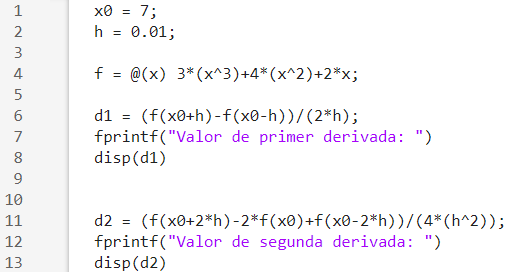 1 x0 = 7;
2 h = 0.01;
3
4 f = @(x) 3*(x^3)+4*(x^2)+2*x;
5
6 d1 = (f(x0+h)-f(x0-h))/(2*h);
7 fprintf("Valor de primer derivada: ")
8 disp(d1)
9
10
11 d2 = (f(x0+2*h)-2*f(x0)+f(x0-2*h))/(4*(h^2));
12 fprintf("Valor de segunda derivada: ")
13 disp(d2)